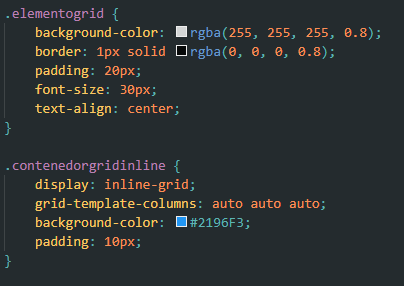 .elementogrid {
background-color: rgba(255, 255, 255, 0.8);
border: 1px solid rgba(0, 0, 0, 0.8);
padding: 20px;
font-size: 30px;
text-align: center;
}
.contenedorgridinline {
display: inline-grid;
grid-template-columns: auto auto auto;
background-color: #2196F3;
padding: 10px;
}